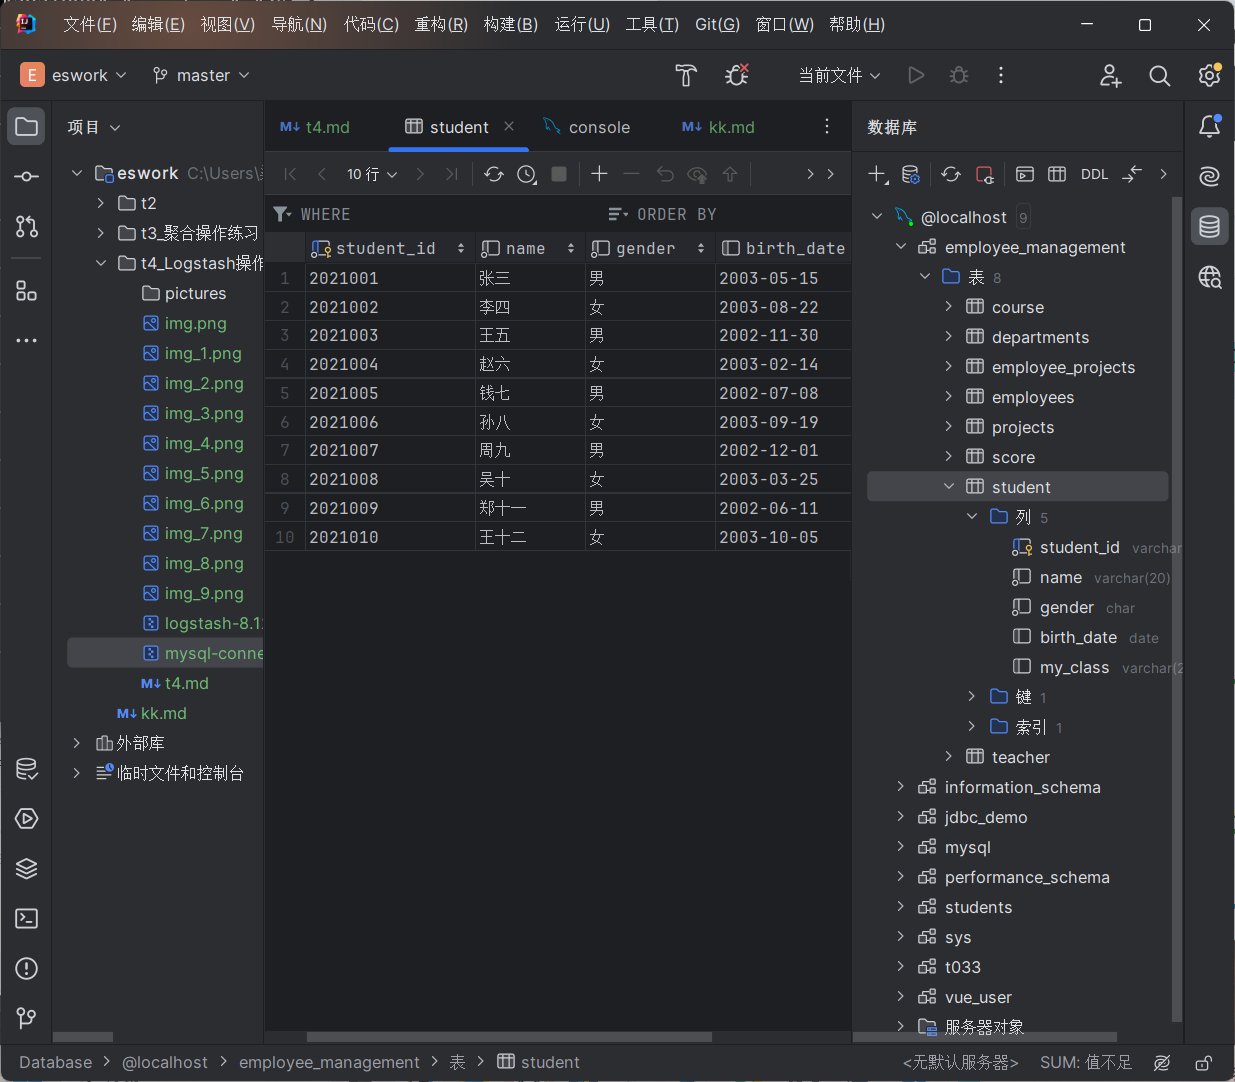 文件(F) 编辑(E) 视图(V) 导航(N) 代码(C) 重构(R) 构建(B) 运行(U) 工具(T) Git(G) 窗口(W) 帮助(H)
E eswork master 当前文件
项目
eswork C:\Users\
t2
t3_聚合操作练习
t4_Logstash操作
pictures
img.png
img_1.png
img_2.png
img_3.png
img_4.png
img_5.png
img_6.png
img_7.png
img_8.png
img_9.png
logstash-8.1
mysql-conne
M↓ t4.md
M↓ kk.md
外部库
临时文件和控制台
M↓ t4.md student console M↓ kk.md
10 行
WHERE ORDER BY
student_id name gender birth_date
1 2021001 张三 男 2003-05-15
2 2021002 李四 女 2003-08-22
3 2021003 王五 男 2002-11-30
4 2021004 赵六 女 2003-02-14
5 2021005 钱七 男 2002-07-08
6 2021006 孙八 女 2003-09-19
7 2021007 周九 男 2002-12-01
8 2021008 吴十 女 2003-03-25
9 2021009 郑十一 男 2002-06-11
10 2021010 王十二 女 2003-10-05
数据库
DDL
@localhost 9
employee_management
表 8
course
departments
employee_projects
employees
projects
score
student
列 5
student_id varchar
name varchar(20)
gender char
birth_date date
my_class varchar(2
键 1
索引 1
teacher
information_schema
jdbc_demo
mysql
performance_schema
students
sys
t033
vue_user
服务器对象
Database > @localhost > employee_management > 表 > student <无默认服务器> SUM: 值不足